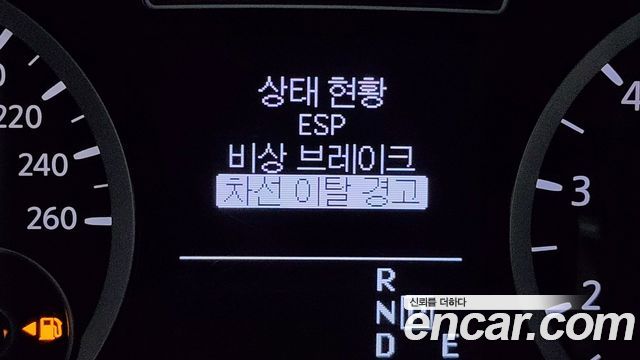 상태 현황
ESP
비상 브레이크
차선 이탈 경고
220
240
260
4
3
2
R
N
D
E
신뢰를 더하다
encar.com